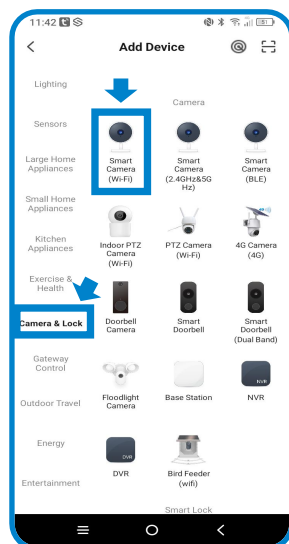 11:42
Add Device
Lighting
Sensors
Large Home
Appliances
Small Home
Appliances
Kitchen
Appliances
Exercise &
Health
Camera & Lock
Gateway
Control
Outdoor Travel
Energy
Entertainment
Camera
Smart
Camera
(Wi-Fi)
Smart
Camera
(2.4GHz&5G
Hz)
Smart
Camera
(BLE)
Indoor PTZ
Camera
(Wi-Fi)
PTZ Camera
(Wi-Fi)
4G Camera
(4G)
Doorbell
Camera
Smart
Doorbell
Smart
Doorbell
(Dual Band)
Floodlight
Camera
Base Station
NVR
NVR
DVR
DVR
Bird Feeder
(wifi)
Smart Lock